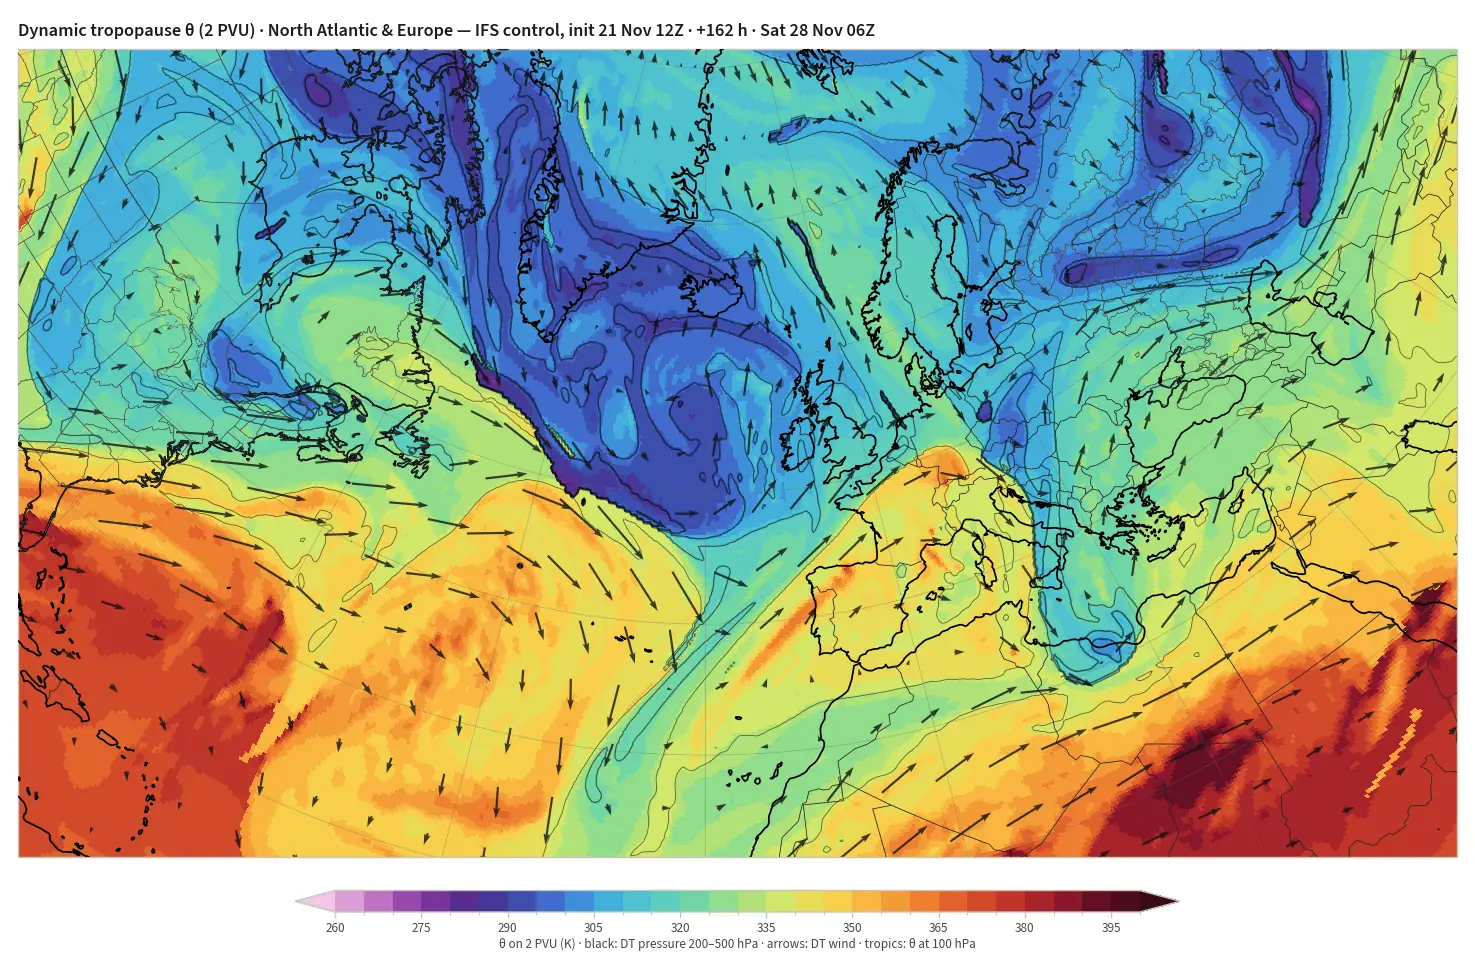 Dynamic tropopause θ (2 PVU) · North Atlantic & Europe — IFS control, init 21 Nov 12Z · +162 h · Sat 28 Nov 06Z
260 275 290 305 320 335 350 365 380 395
θ on 2 PVU (K) · black: DT pressure 200–500 hPa · arrows: DT wind · tropics: θ at 100 hPa